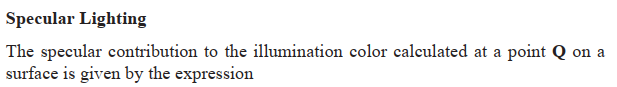 Specular Lighting
The specular contribution to the illumination color calculated at a point Q on a
surface is given by the expression